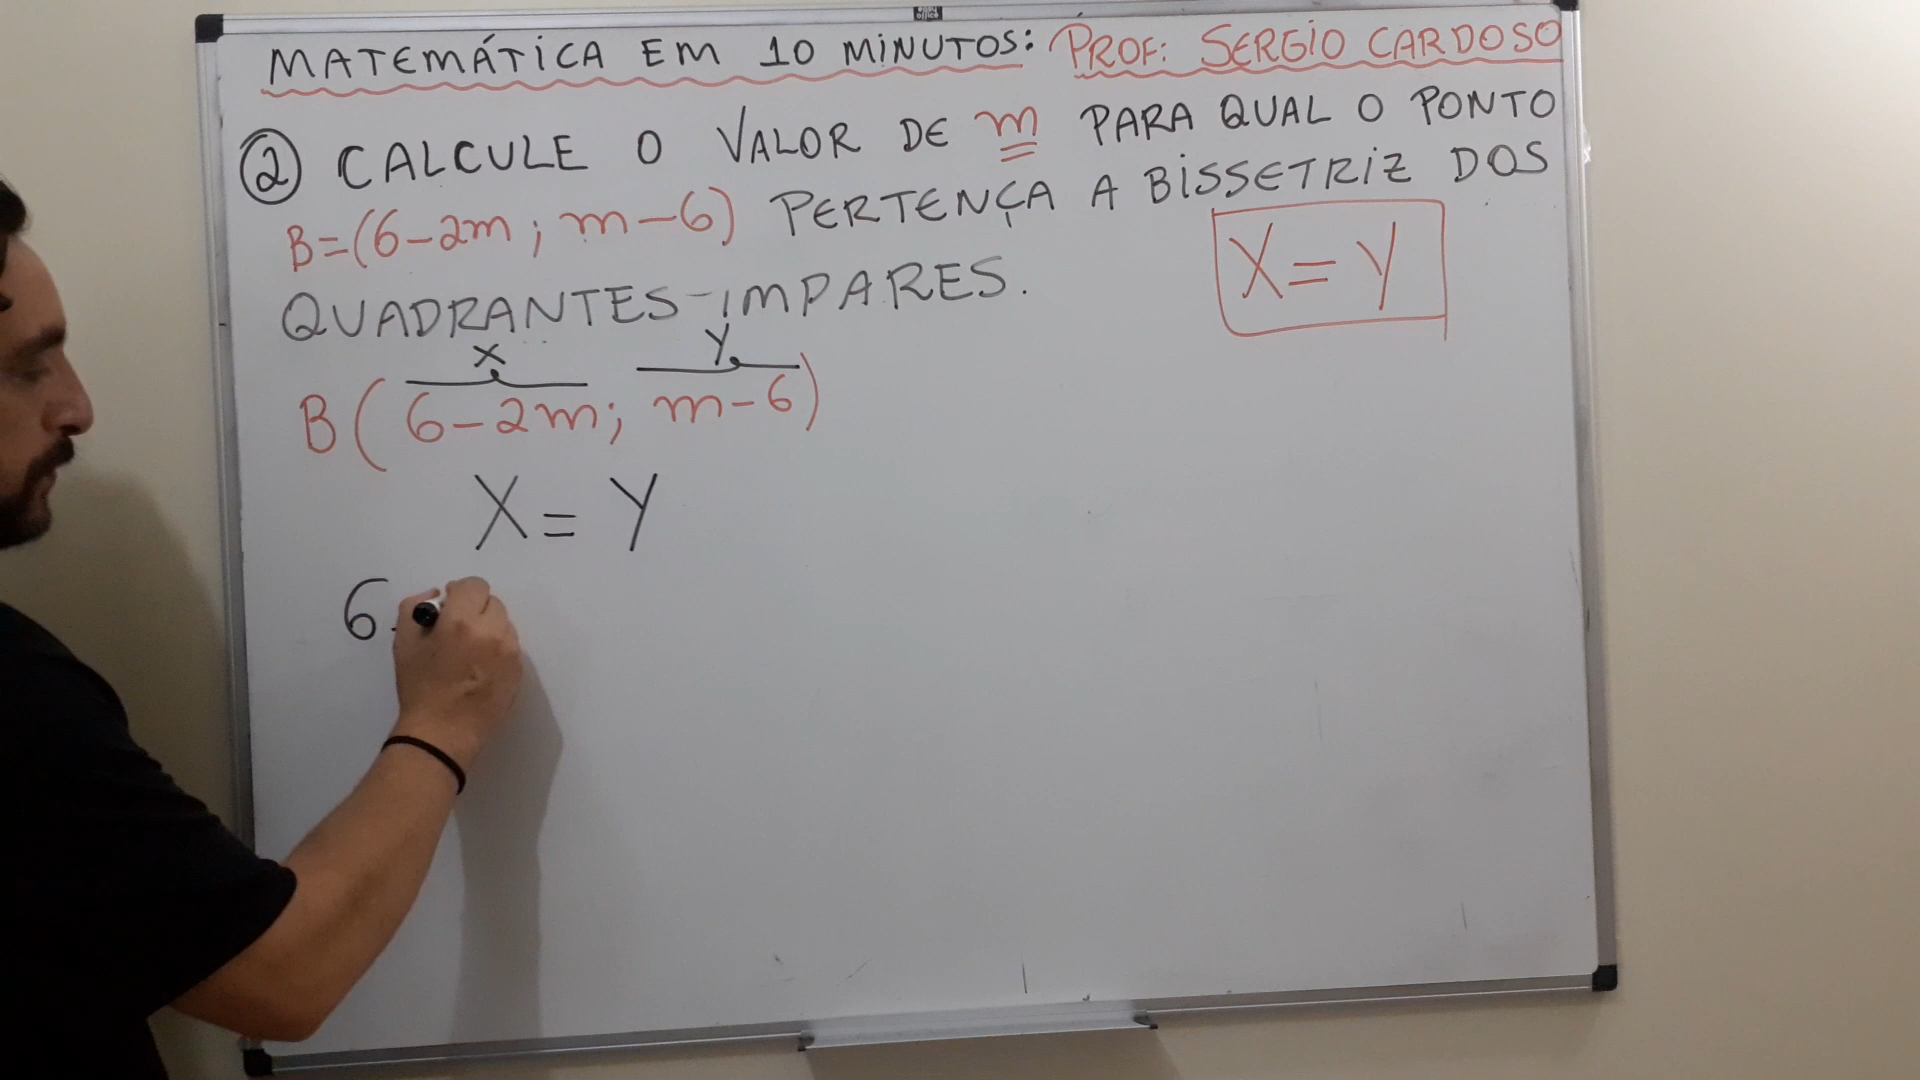 MATEMÁTICA EM 10 MINUTOS: PROF: SERGIO CARDOSO
② CALCULE O VALOR DE m PARA QUAL O PONTO
B=(6-2m; m-6) PERTENÇA A BISSETRIZ DOS
QUADRANTES IMPARES.
X=Y
X Y
B(6-2m; m-6)
X=Y
6